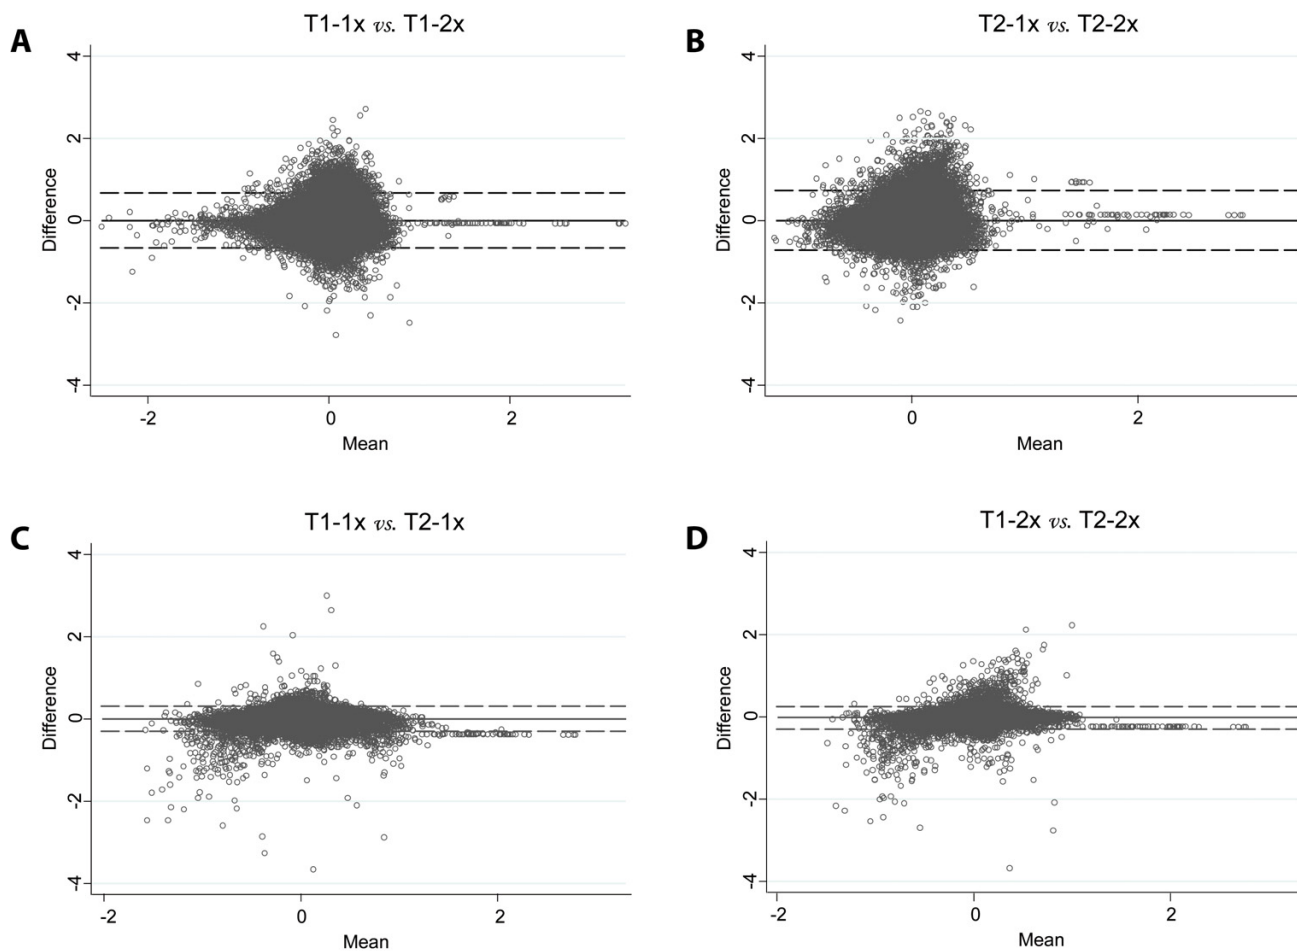 A
T1-1x vs. T1-2x
4
2
0
-2
-4
Difference
-2
0
2
Mean
B
T2-1x vs. T2-2x
4
2
0
-2
-4
Difference
0
2
Mean
C
T1-1x vs. T2-1x
4
2
0
-2
-4
Difference
-2
0
2
Mean
D
T1-2x vs. T2-2x
4
2
0
-2
-4
Difference
-2
0
2
Mean